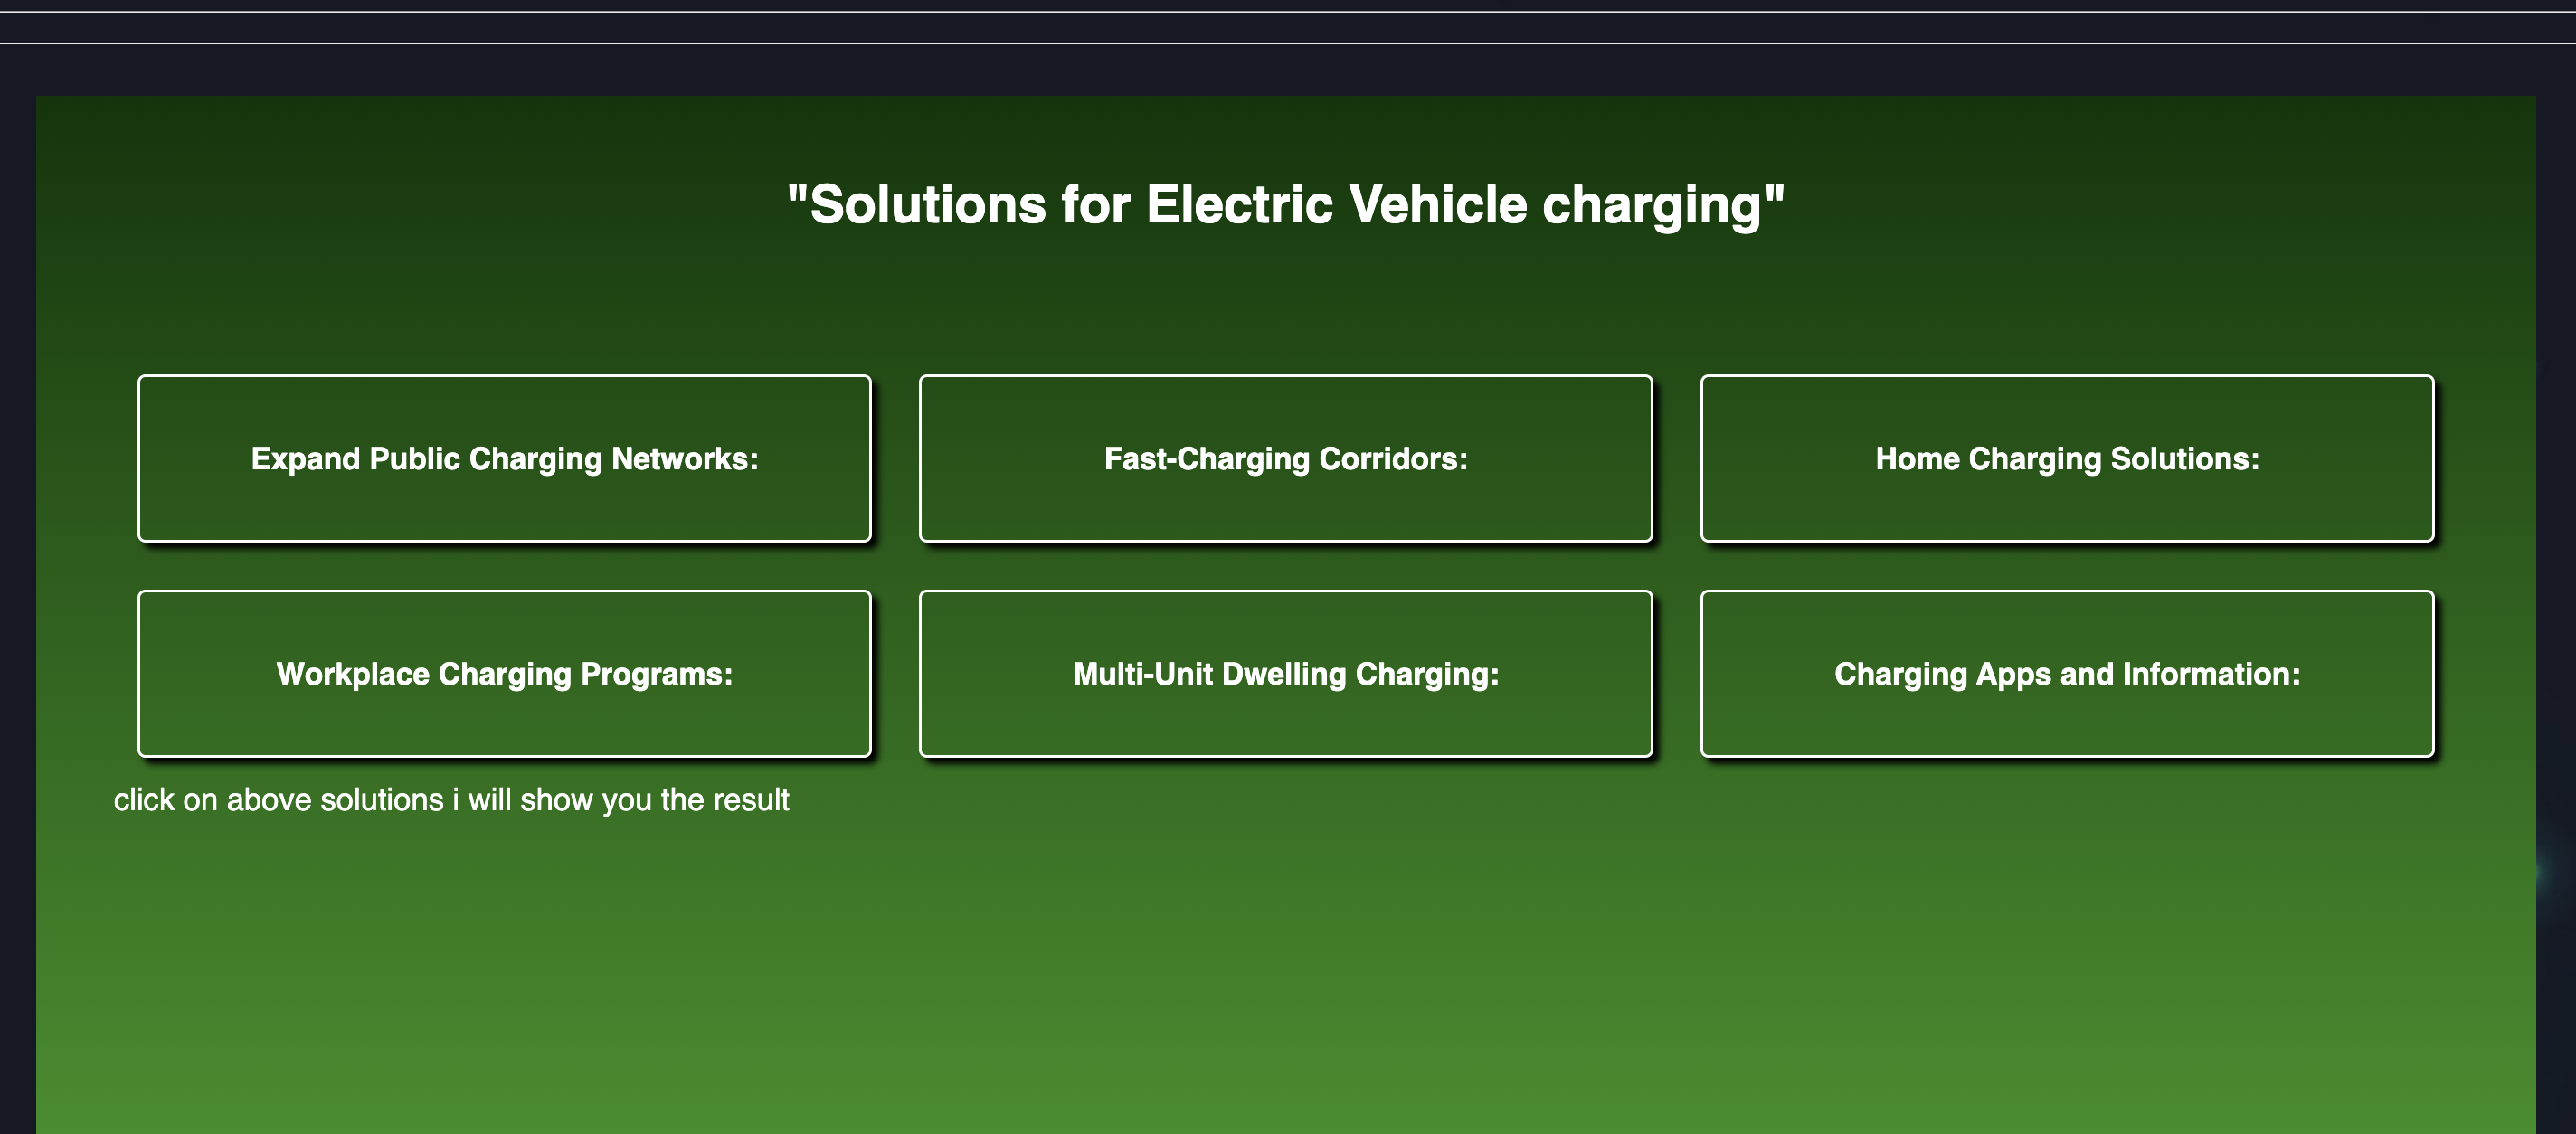 "Solutions for Electric Vehicle charging"
Expand Public Charging Networks:
Fast-Charging Corridors:
Home Charging Solutions:
Workplace Charging Programs:
Multi-Unit Dwelling Charging:
Charging Apps and Information:
click on above solutions i will show you the result